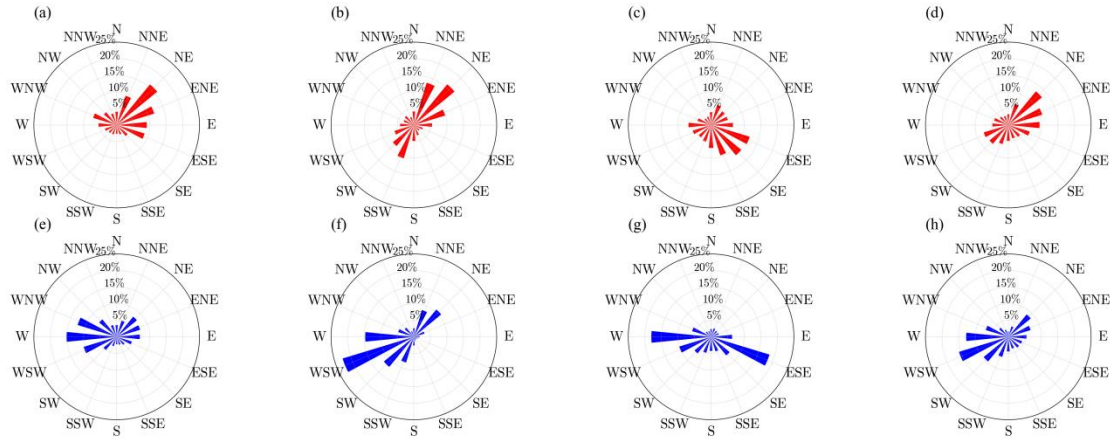 (a) (b) (c) (d)
N N N N
NNW 25% NNE NNW 25% NNE NNW 25% NNE NNW 25% NNE
NW 20% NE NW 20% NE NW 20% NE NW 20% NE
15% 15% 15% 15%
WNW 10% ENE WNW 10% ENE WNW 10% ENE WNW 10% ENE
5% 5% 5% 5%
W E W E W E W E
WSW ESE WSW ESE WSW ESE WSW ESE
SW SE SW SE SW SE SW SE
SSW SSE SSW SSE SSW SSE SSW SSE
S S S S
(e) (f) (g) (h)
N N N N
NNW 25% NNE NNW 25% NNE NNW 25% NNE NNW 25% NNE
NW 20% NE NW 20% NE NW 20% NE NW 20% NE
15% 15% 15% 15%
WNW 10% ENE WNW 10% ENE WNW 10% ENE WNW 10% ENE
5% 5% 5% 5%
W E W E W E W E
WSW ESE WSW ESE WSW ESE WSW ESE
SW SE SW SE SW SE SW SE
SSW SSE SSW SSE SSW SSE SSW SSE
S S S S